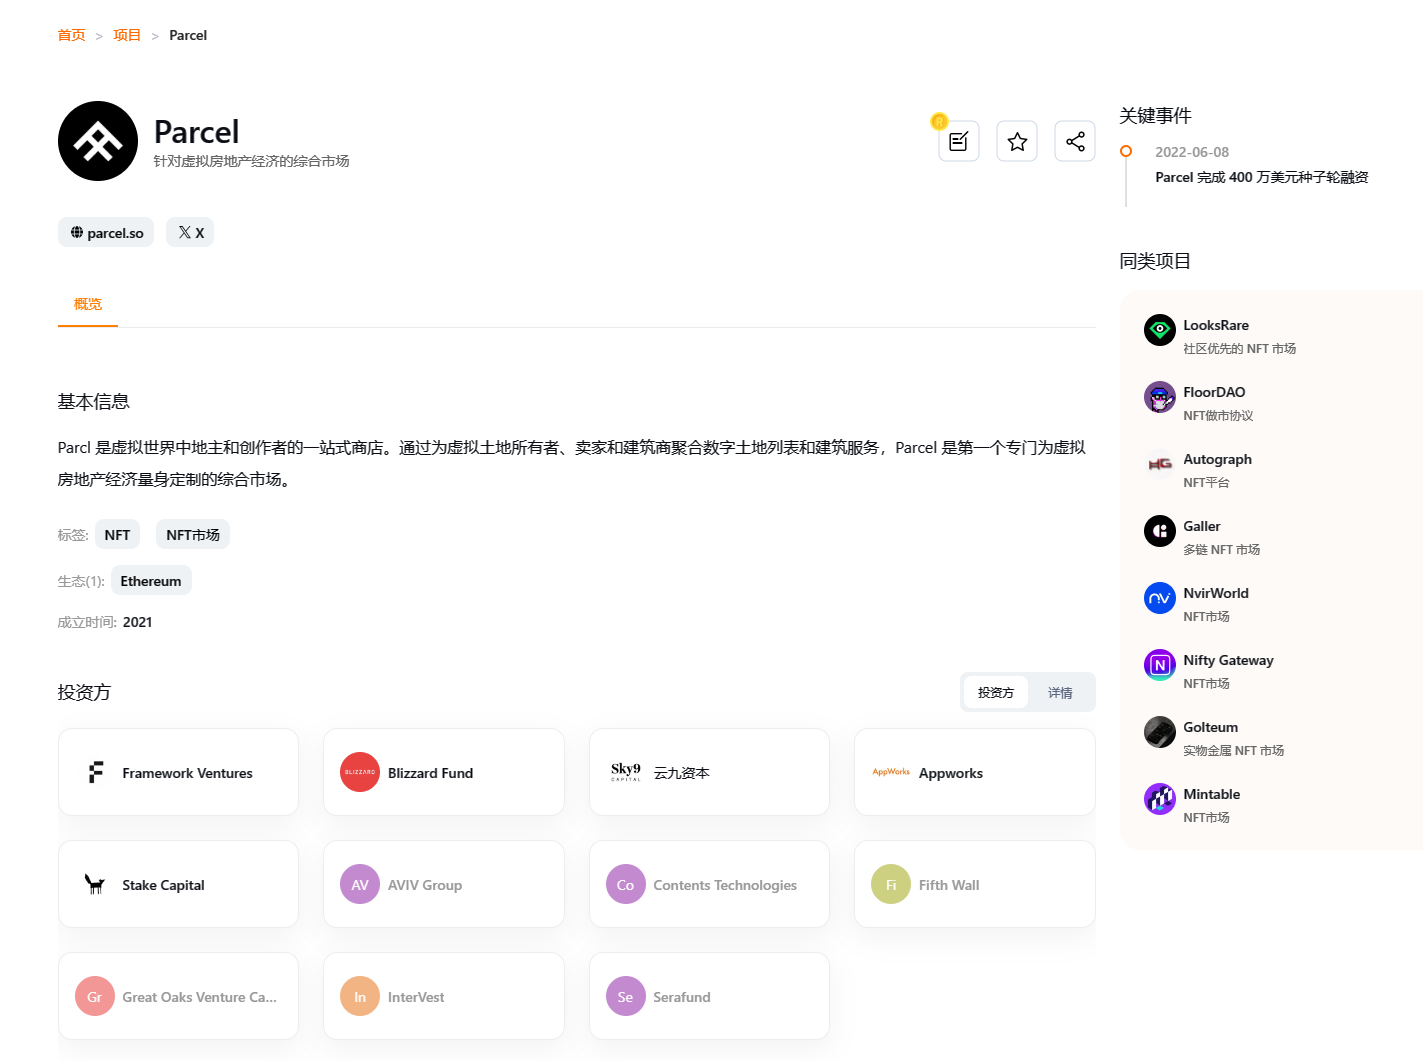 首页 > 项目 > Parcel
Parcel
针对虚拟房地产经济的综合市场
R
parcel.so
X
概览
基本信息
Parcl 是虚拟世界中地主和创作者的一站式商店。通过为虚拟土地所有者、卖家和建筑商聚合数字土地列表和建筑服务，Parcel 是第一个专门为虚拟
房地产经济量身定制的综合市场。
标签: NFT NFT市场
生态(1): Ethereum
成立时间: 2021
投资方
投资方 详情
Framework Ventures
BLIZZARD Blizzard Fund
Sky9 CAPITAL 云九资本
AppWorks Appworks
Stake Capital
AV AVIV Group
Co Contents Technologies
Fi Fifth Wall
Gr Great Oaks Venture Ca...
In InterVest
Se Serafund
关键事件
2022-06-08
Parcel 完成 400 万美元种子轮融资
同类项目
LooksRare
社区优先的 NFT 市场
FloorDAO
NFT做市协议
Autograph
NFT平台
Galler
多链 NFT 市场
NvirWorld
NFT市场
Nifty Gateway
NFT市场
Golteum
实物金属 NFT 市场
Mintable
NFT市场